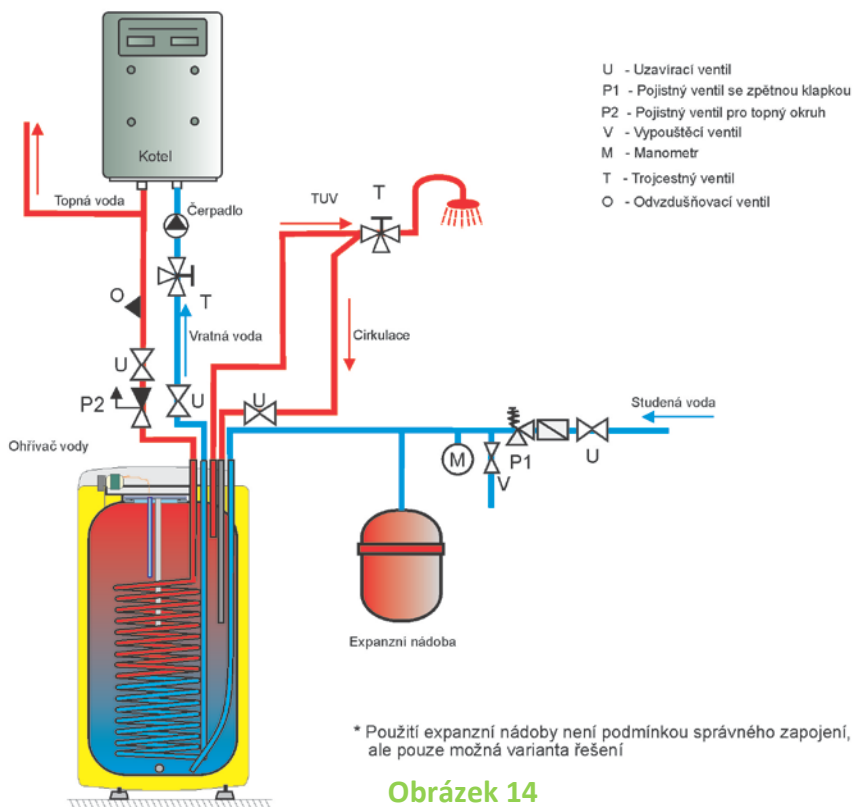 Kotel
Topná voda
Čerpadlo
TUV
T
U - Uzavírací ventil
P1 - Pojistný ventil se zpětnou klapkou
P2 - Pojistný ventil pro topný okruh
V - Vypouštěcí ventil
M - Manometr
T - Trojcestný ventil
O - Odvzdušňovací ventil
O
T
Vratná voda
Cirkulace
U
P2
U
U
Studená voda
Ohřívač vody
M
V
P1
U
Expanzní nádoba
* Použití expanzní nádoby není podmínkou správného zapojení,
ale pouze možná varianta řešení
Obrázek 14